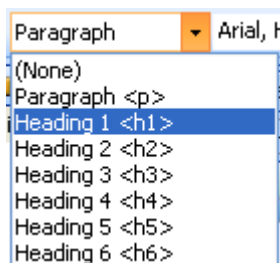 Paragraph Arial, H
(None)
Paragraph <p>
Heading 1 <h1>
Heading 2 <h2>
Heading 3 <h3>
Heading 4 <h4>
Heading 5 <h5>
Heading 6 <h6>